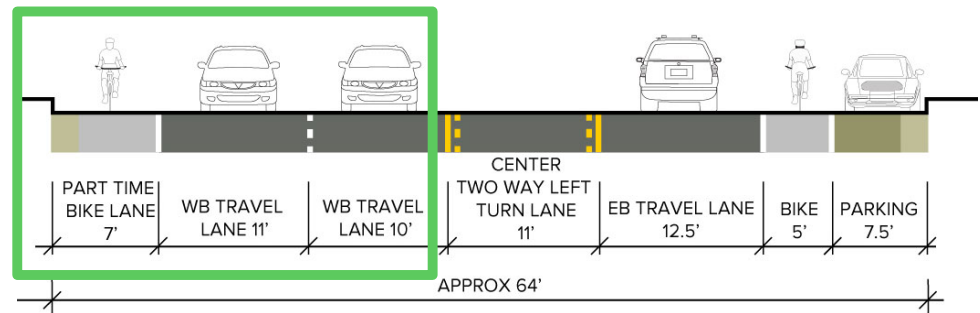 PART TIME
BIKE LANE
7’
WB TRAVEL
LANE 11’
WB TRAVEL
LANE 10’
CENTER
TWO WAY LEFT
TURN LANE
11’
EB TRAVEL LANE
12.5’
BIKE
5’
PARKING
7.5’
APPROX 64’